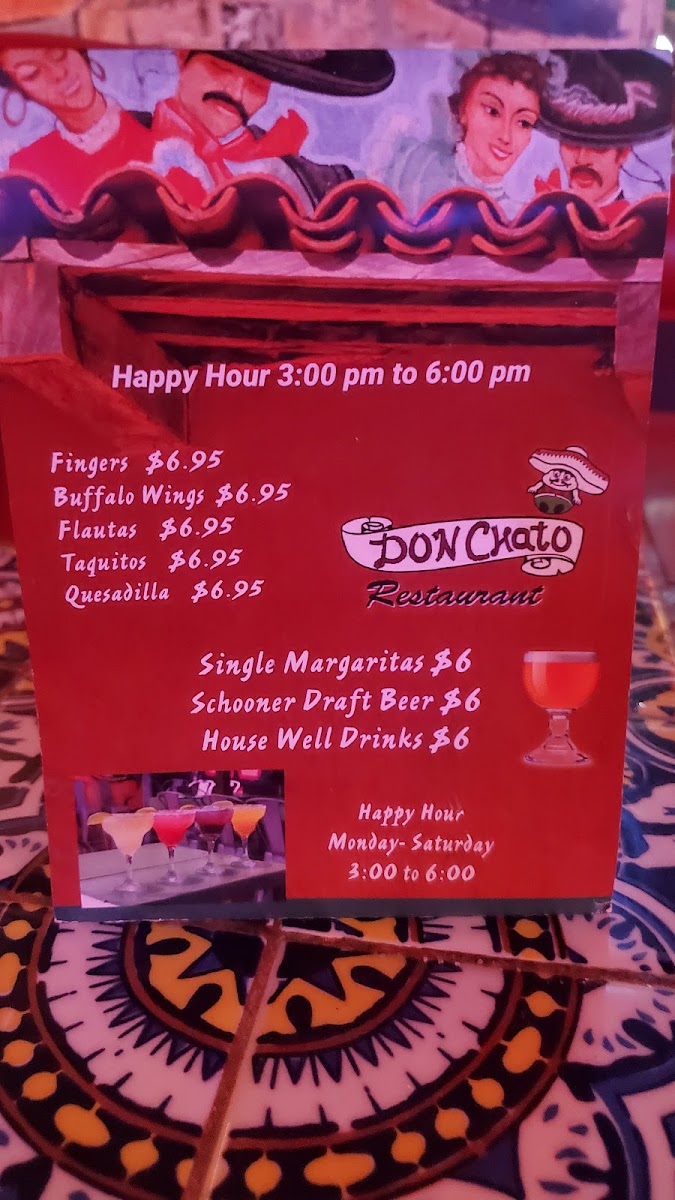 Happy Hour 3:00 pm to 6:00 pm
Fingers $6.95
Buffalo Wings $6.95
Flautas $6.95
Taquitos $6.95
Quesadilla $6.95
DON CHato
Restaurant
Single Margaritas $6
Schooner Draft Beer $6
House Well Drinks $6
Happy Hour
Monday- Saturday
3:00 to 6:00